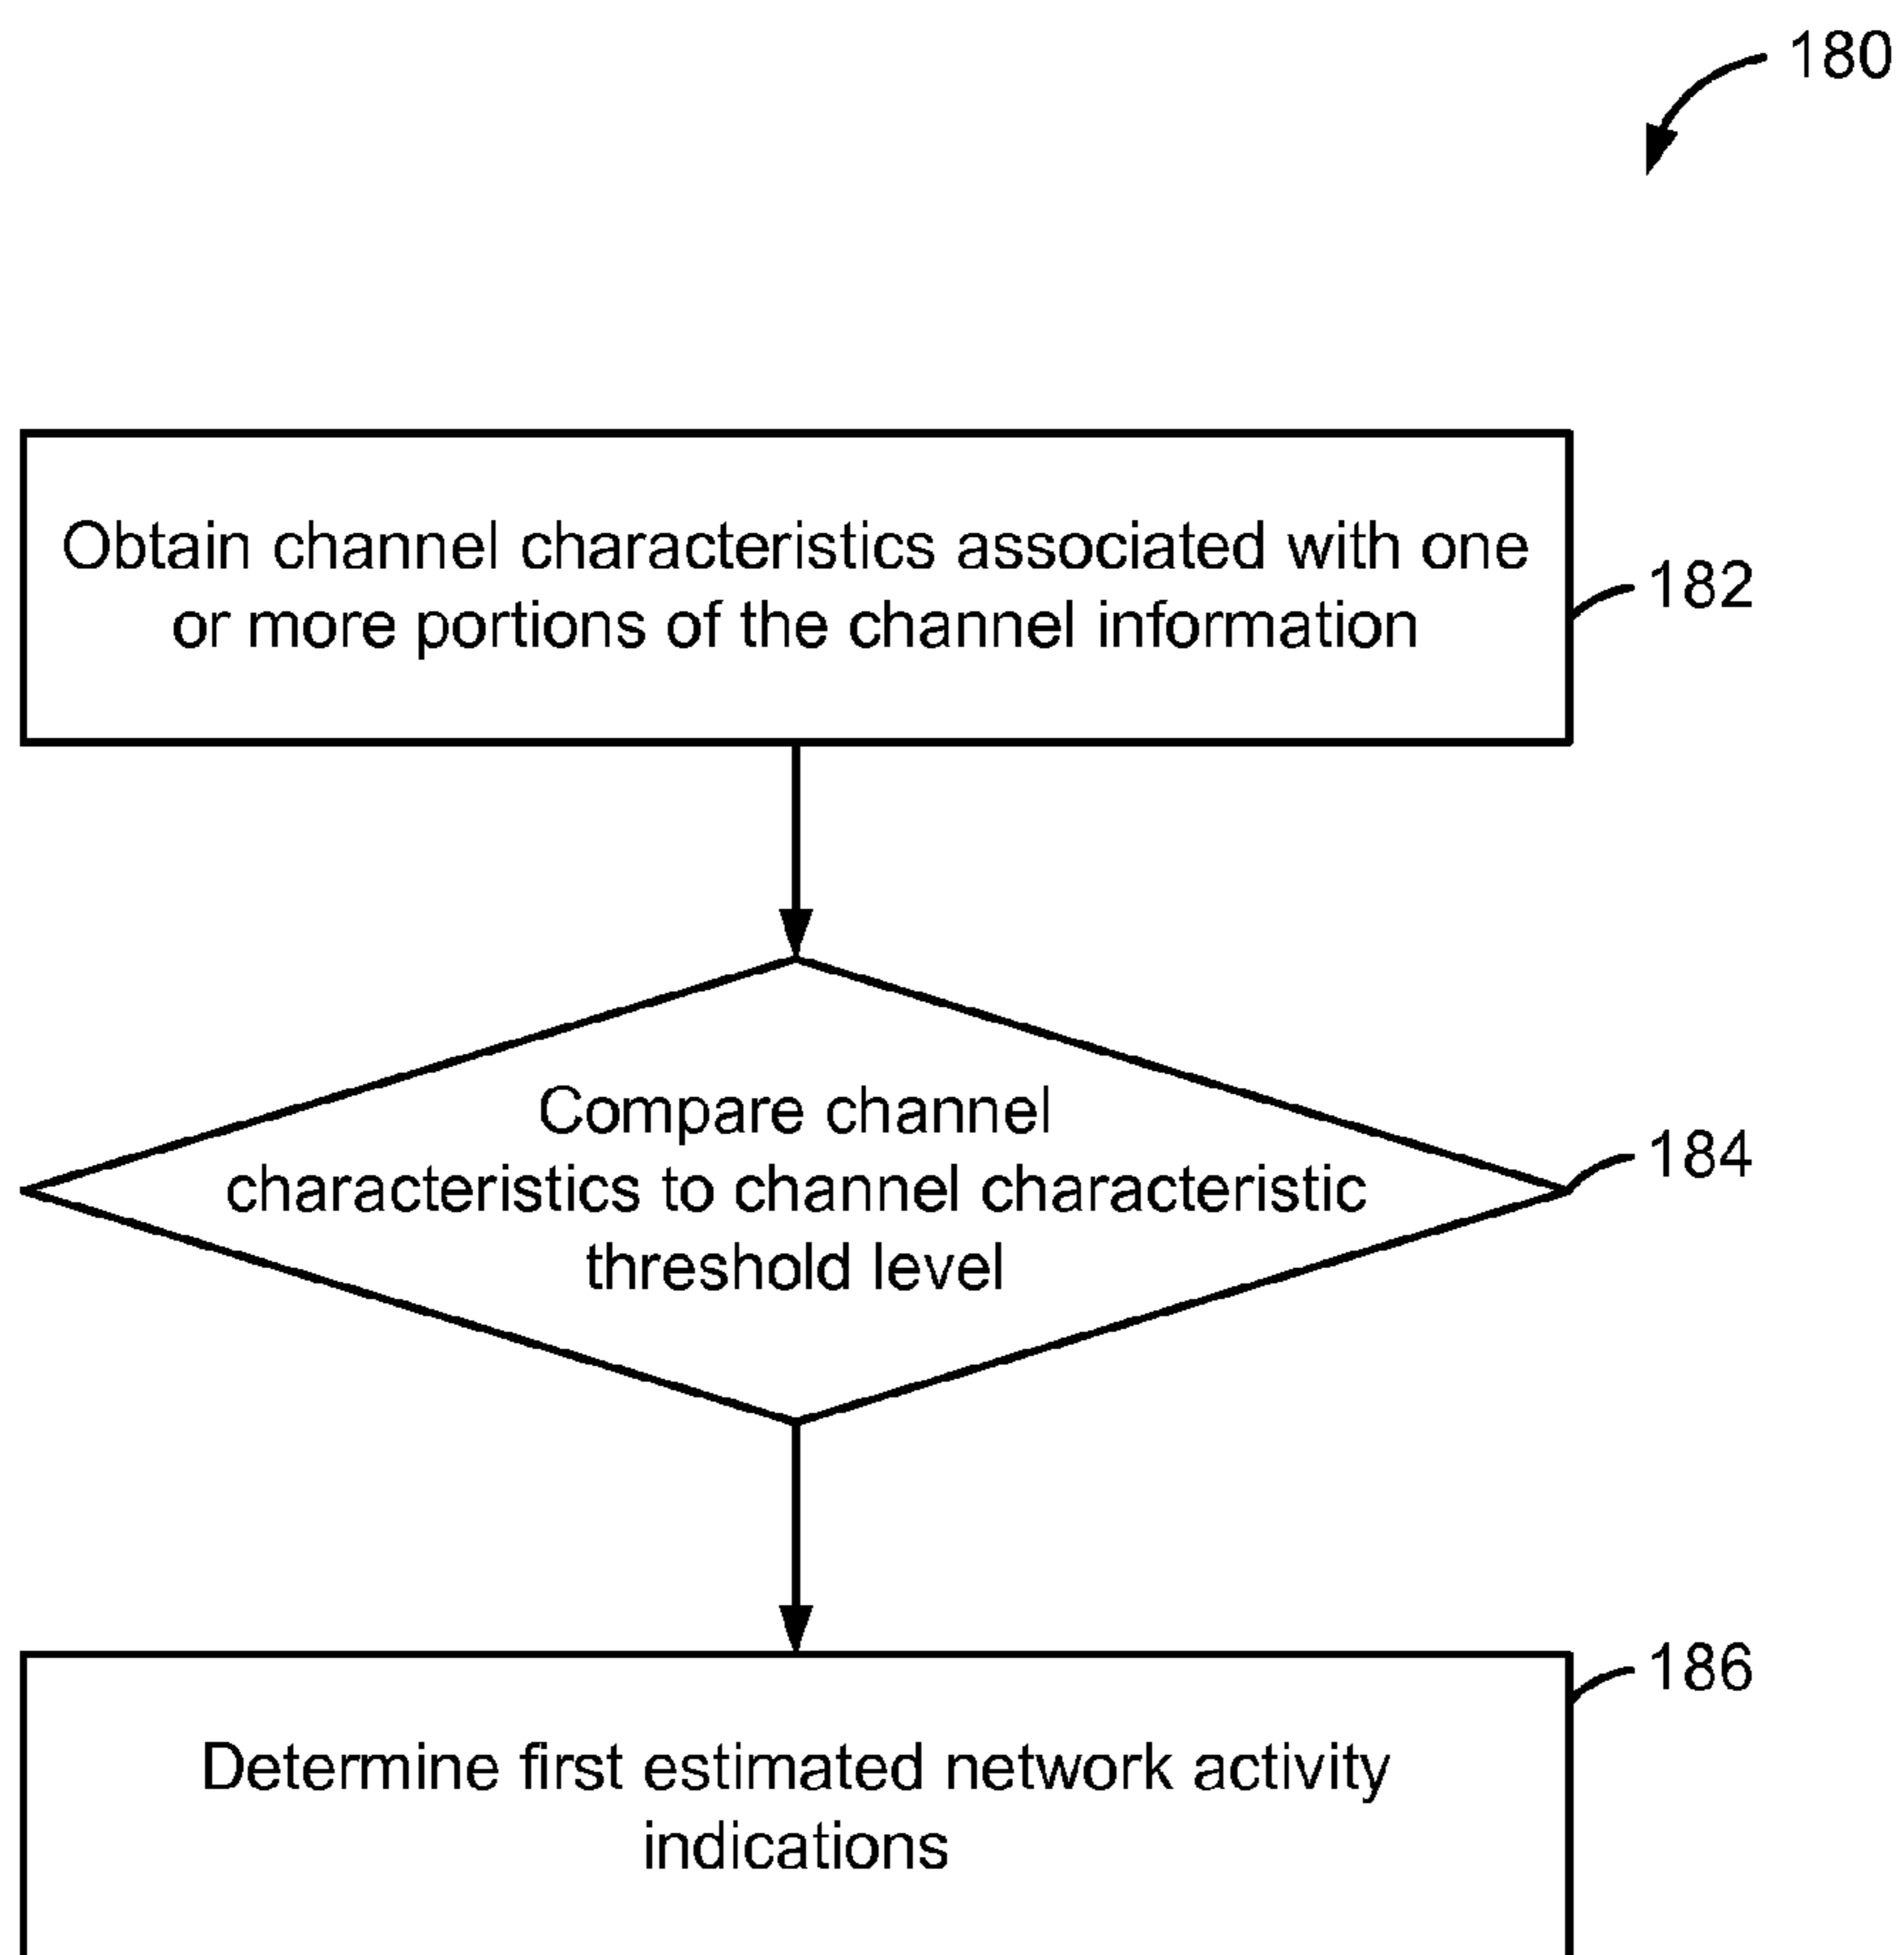 180
Obtain channel characteristics associated with one
or more portions of the channel information
182
Compare channel
characteristics to channel characteristic
threshold level
184
186
Determine first estimated network activity
indications